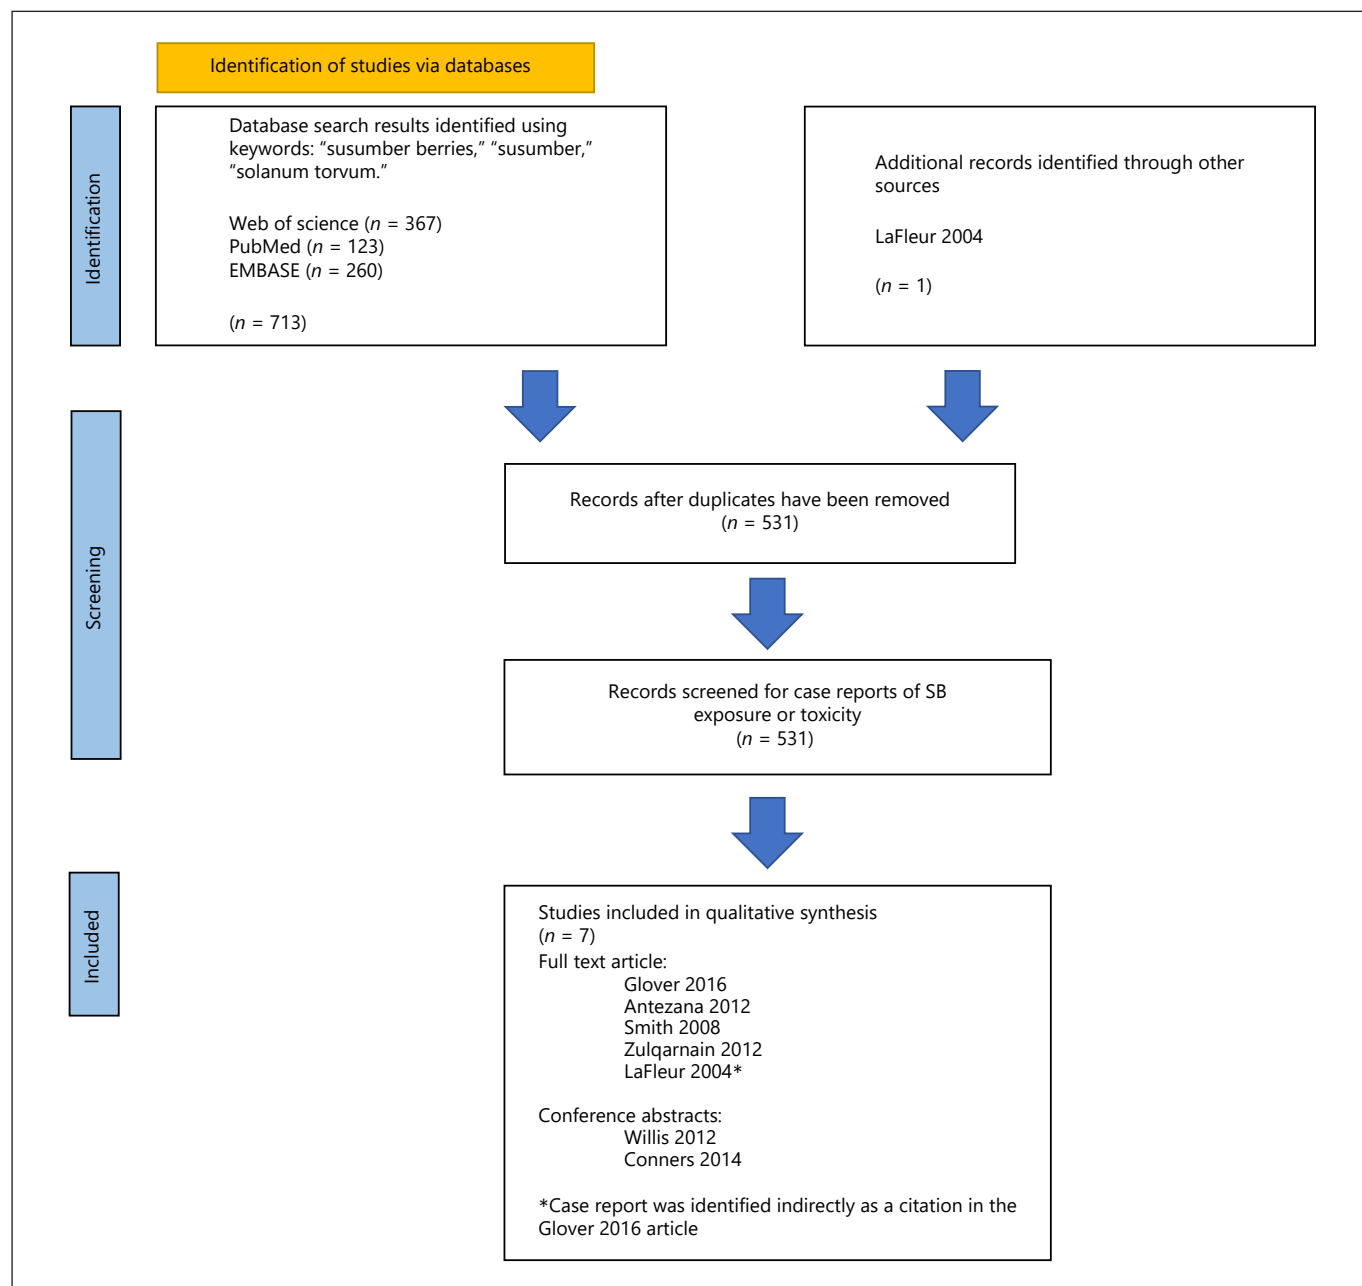 Identification of studies via databases
Identification
Database search results identified using
keywords: “susumber berries,” “susumber,”
“solanum torvum.”
Web of science (n = 367)
PubMed (n = 123)
EMBASE (n = 260)
(n = 713)
Additional records identified through other
sources
LaFleur 2004
(n = 1)
Screening
Records after duplicates have been removed
(n = 531)
Records screened for case reports of SB
exposure or toxicity
(n = 531)
Included
Studies included in qualitative synthesis
(n = 7)
Full text article:
Glover 2016
Antezana 2012
Smith 2008
Zulqarnain 2012
LaFleur 2004*
Conference abstracts:
Willis 2012
Conners 2014
*Case report was identified indirectly as a citation in the
Glover 2016 article